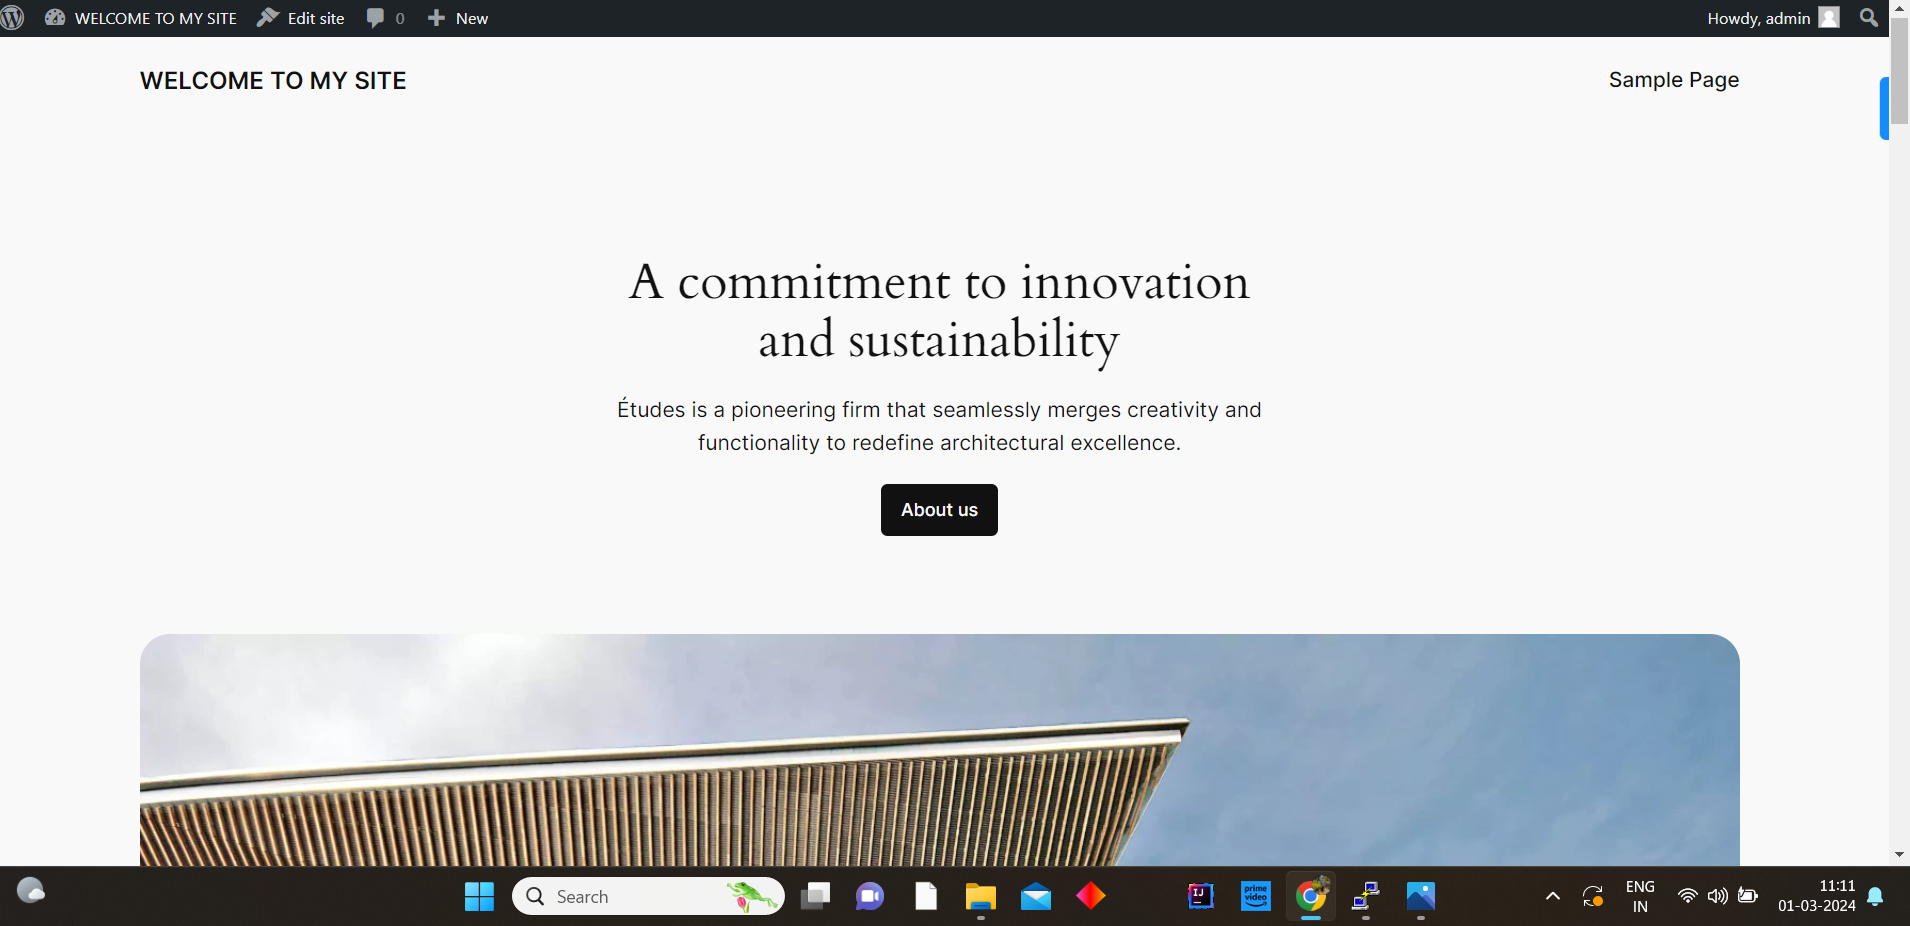 WELCOME TO MY SITE Edit site 0 New Howdy, admin
WELCOME TO MY SITE Sample Page
A commitment to innovation
and sustainability
Études is a pioneering firm that seamlessly merges creativity and
functionality to redefine architectural excellence.
About us
Search
IJ
prime
video
ENG
IN
11:11
01-03-2024